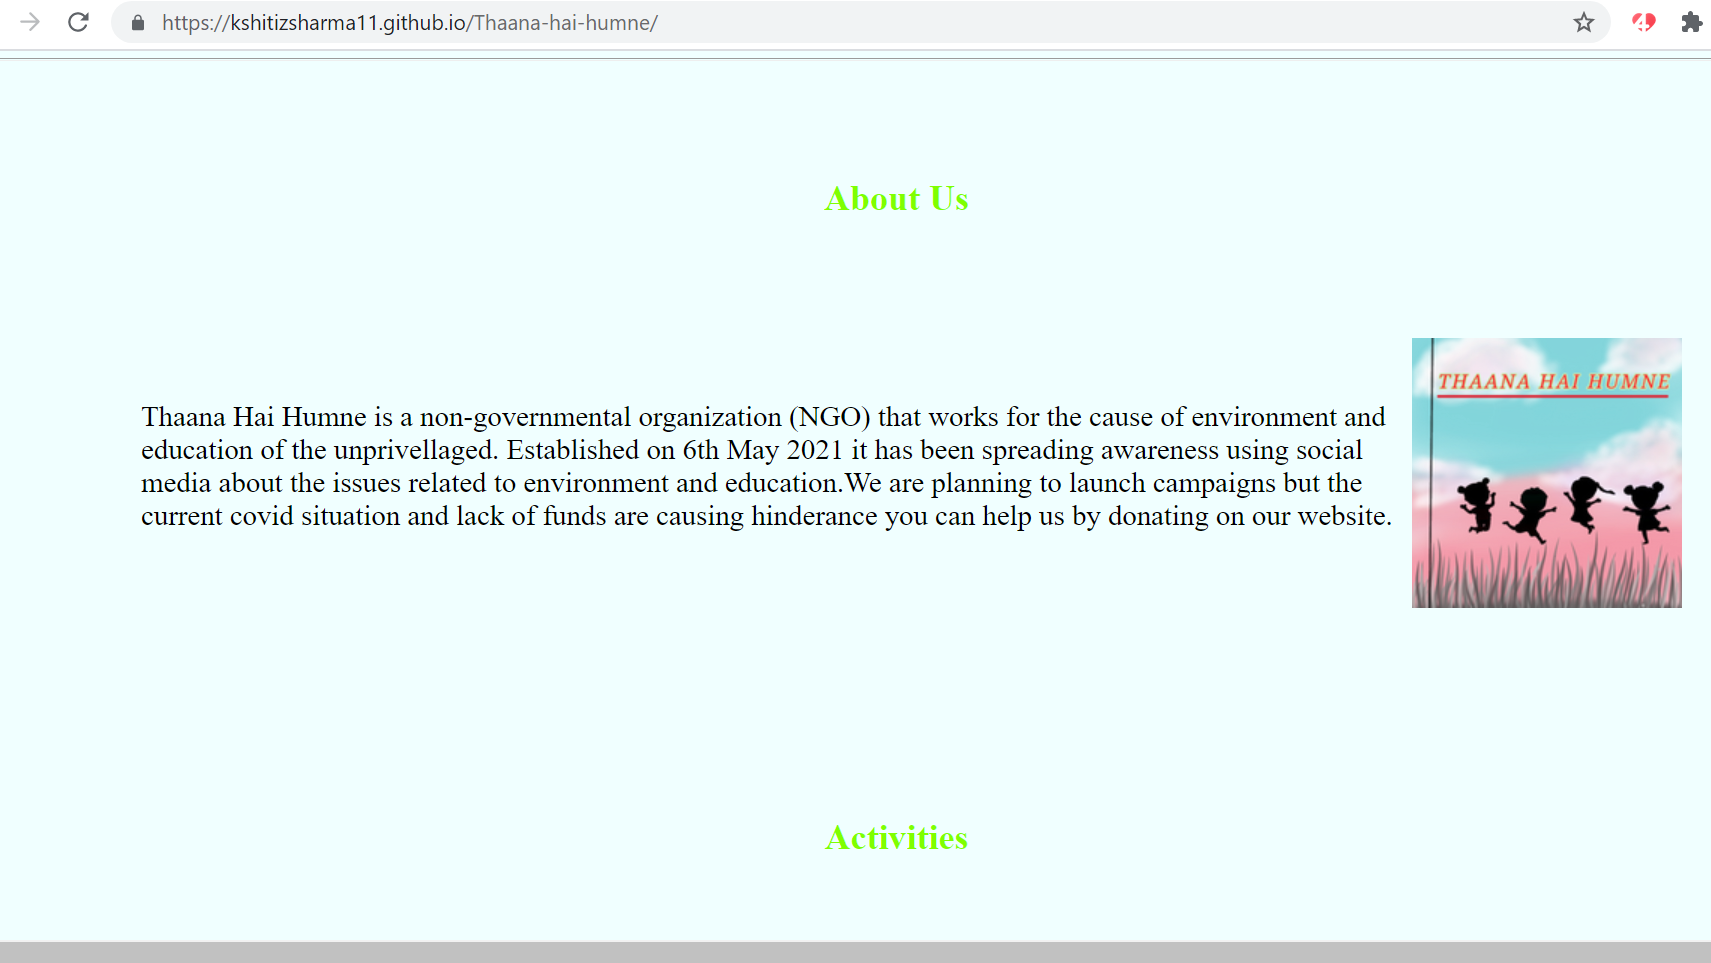 https://kshitizsharma11.github.io/Thaana-hai-humne/
About Us
THAANA HAI HUMNE
Thaana Hai Humne is a non-governmental organization (NGO) that works for the cause of environment and
education of the unprivellaged. Established on 6th May 2021 it has been spreading awareness using social
media about the issues related to environment and education.We are planning to launch campaigns but the
current covid situation and lack of funds are causing hinderance you can help us by donating on our website.
Activities